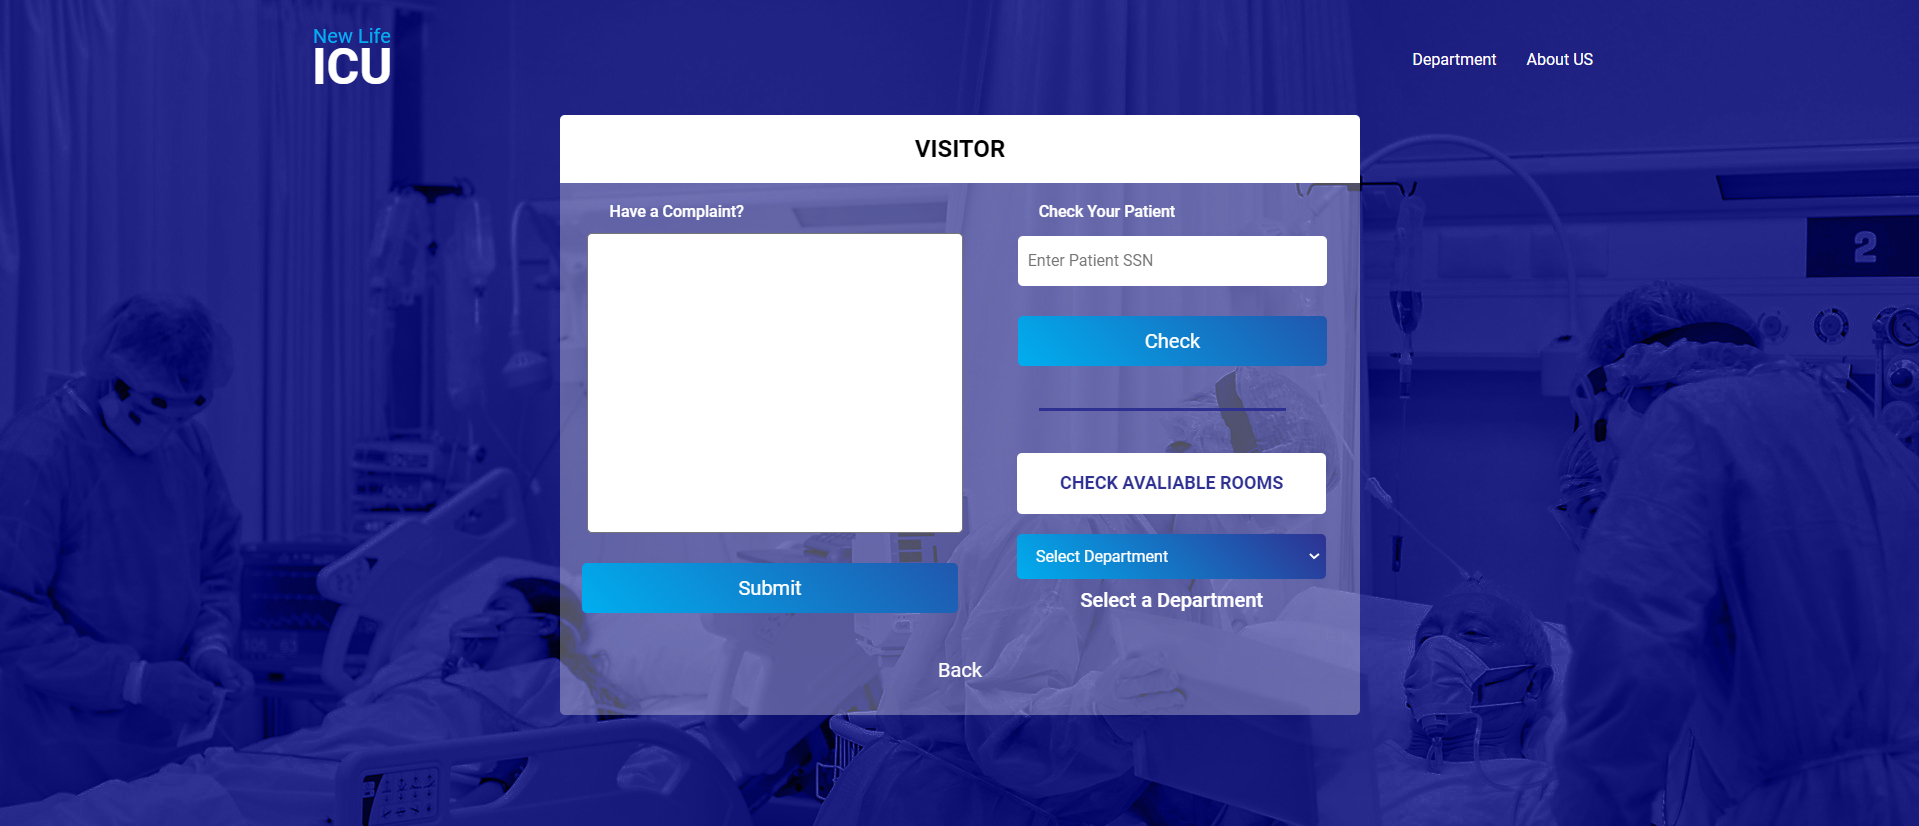 New Life
ICU
Department
About US
VISITOR
Have a Complaint?
Submit
Check Your Patient
Enter Patient SSN
Check
CHECK AVALIABLE ROOMS
Select Department
Select a Department
Back
2